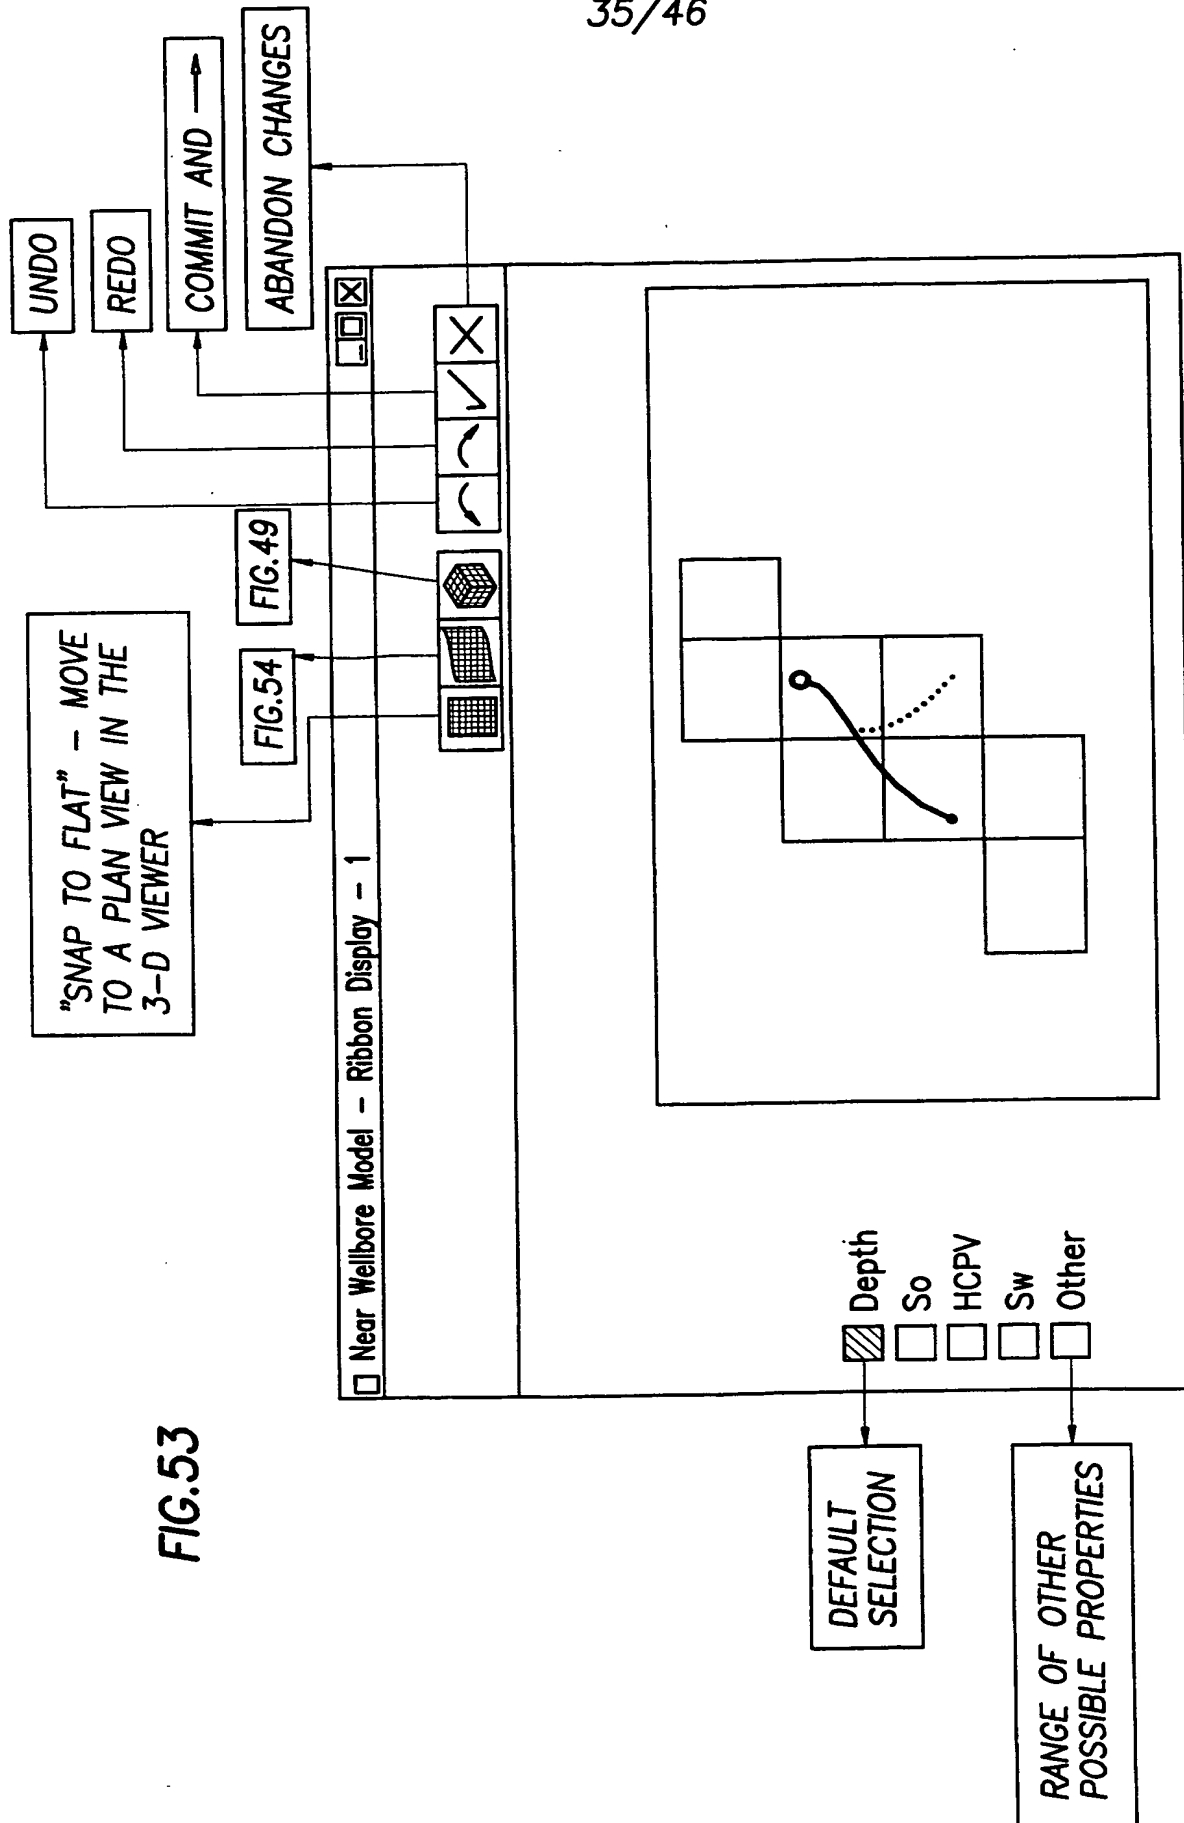 35/46
FIG.53
"SNAP TO FLAT" – MOVE
TO A PLAN VIEW IN THE
3–D VIEWER
FIG.54
FIG.49
UNDO
REDO
COMMIT AND →
ABANDON CHANGES
Near Wellbore Model – Ribbon Display – 1
DEFAULT
SELECTION
Depth
So
HCPV
Sw
Other
RANGE OF OTHER
POSSIBLE PROPERTIES